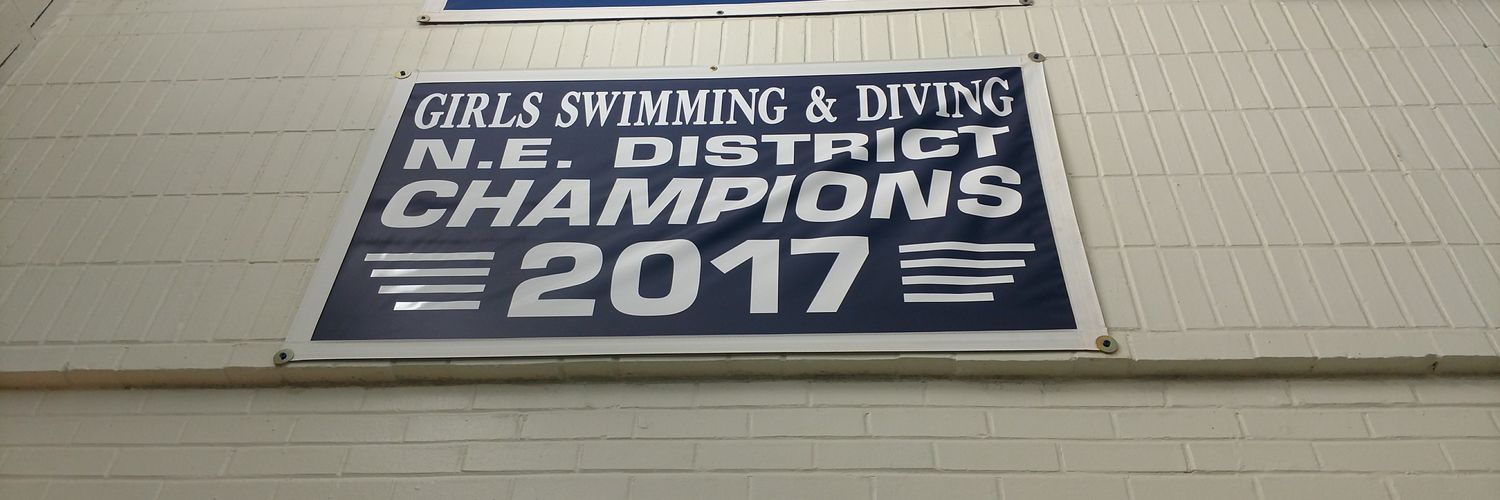 GIRLS SWIMMING & DIVING
N.E. DISTRICT
CHAMPIONS
2017